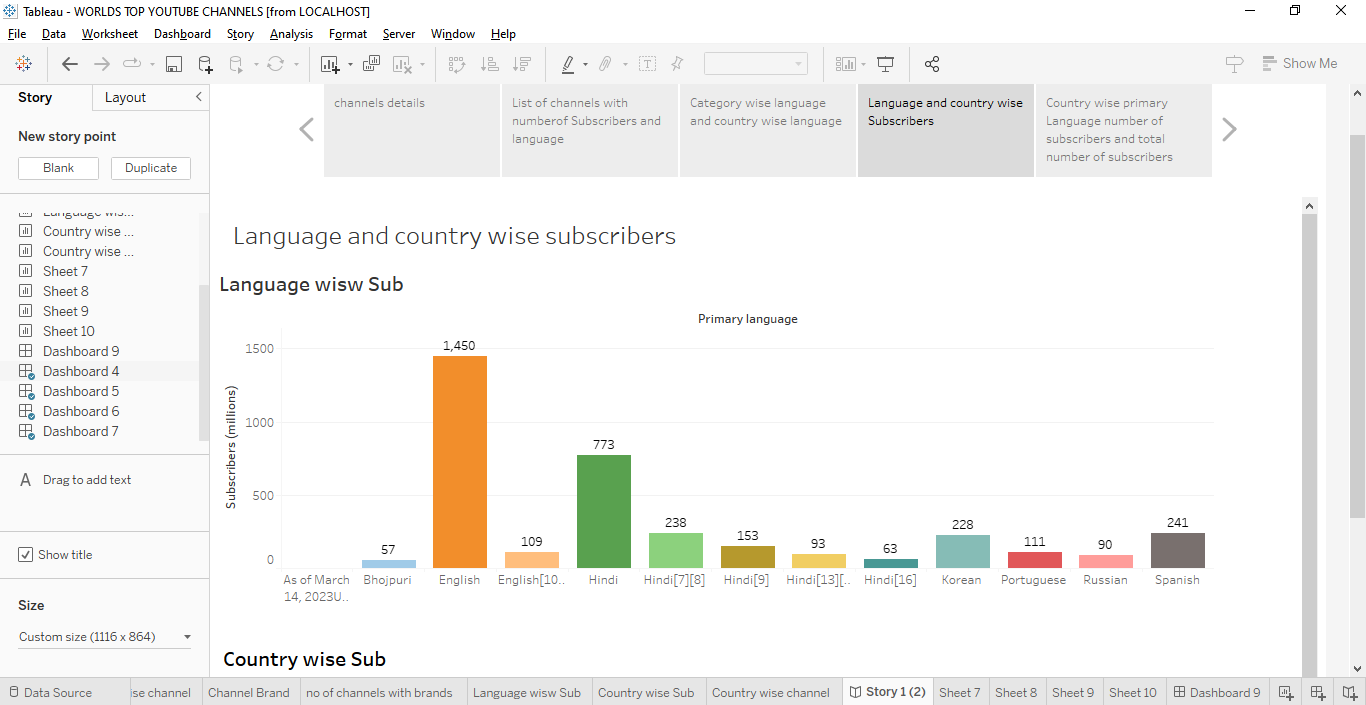 Tableau - WORLDS TOP YOUTUBE CHANNELS [from LOCALHOST]
File Data Worksheet Dashboard Story Analysis Format Server Window Help
Show Me
Story Layout
New story point
Blank Duplicate
Country wise ...
Country wise ...
Sheet 7
Sheet 8
Sheet 9
Sheet 10
Dashboard 9
Dashboard 4
Dashboard 5
Dashboard 6
Dashboard 7
A Drag to add text
Show title
Size
Custom size (1116 x 864)
channels details
List of channels with
numberof Subscribers and
language
Category wise language
and country wise language
Language and country wise
Subscribers
Country wise primary
Language number of
subscribers and total
number of subscribers
Language and country wise subscribers
Language wisw Sub
Primary language
Subscribers (millions)
1500
1000
500
0
57
1,450
109
773
238
153
93
63
228
111
90
241
As of March
14, 2023U..
Bhojpuri
English
English[10..
Hindi
Hindi[7][8]
Hindi[9]
Hindi[13][..
Hindi[16]
Korean
Portuguese
Russian
Spanish
Country wise Sub
Data Source ise channel Channel Brand no of channels with brands Language wisw Sub Country wise Sub Country wise channel Story 1 (2) Sheet 7 Sheet 8 Sheet 9 Sheet 10 Dashboard 9